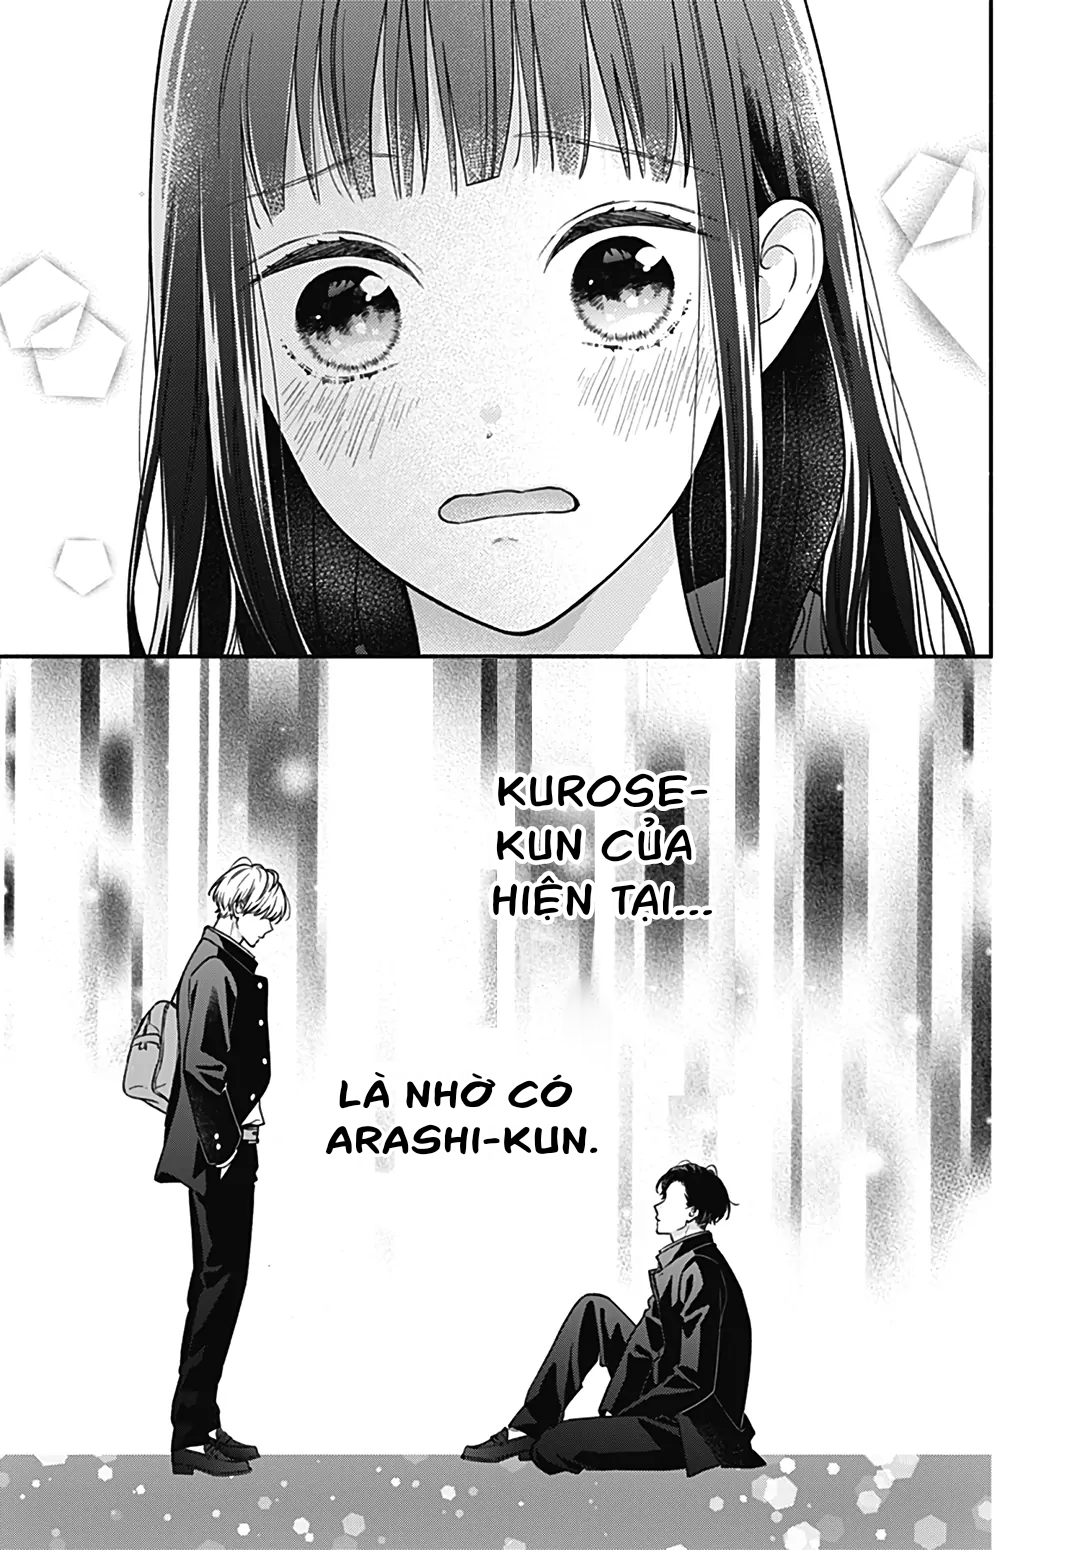 KUROSE-
KUN CỦA
HIỆN TẠI...
LÀ NHỜ CÓ
ARASHI-KUN.